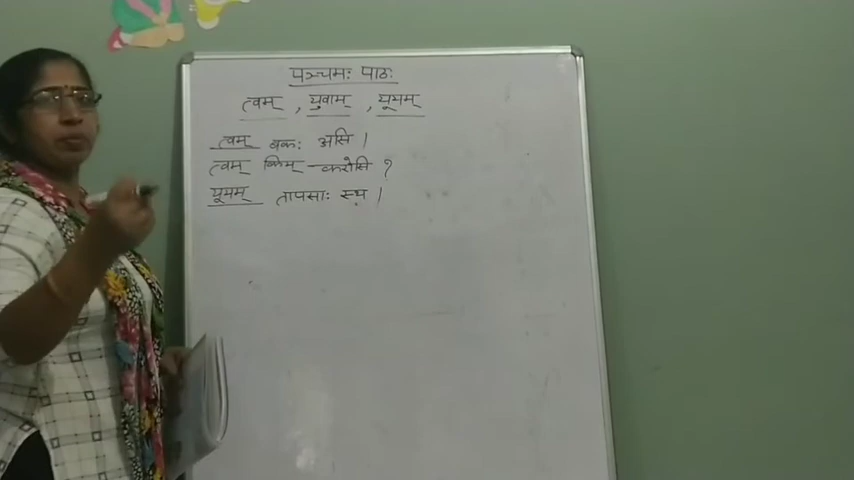 पञ्चमः पाठः
त्वम् , युवाम् , यूयम्
त्वम् बकः असि ।
त्वम् किम् करोसि ?
यूयम् तापसाः स्थ ।